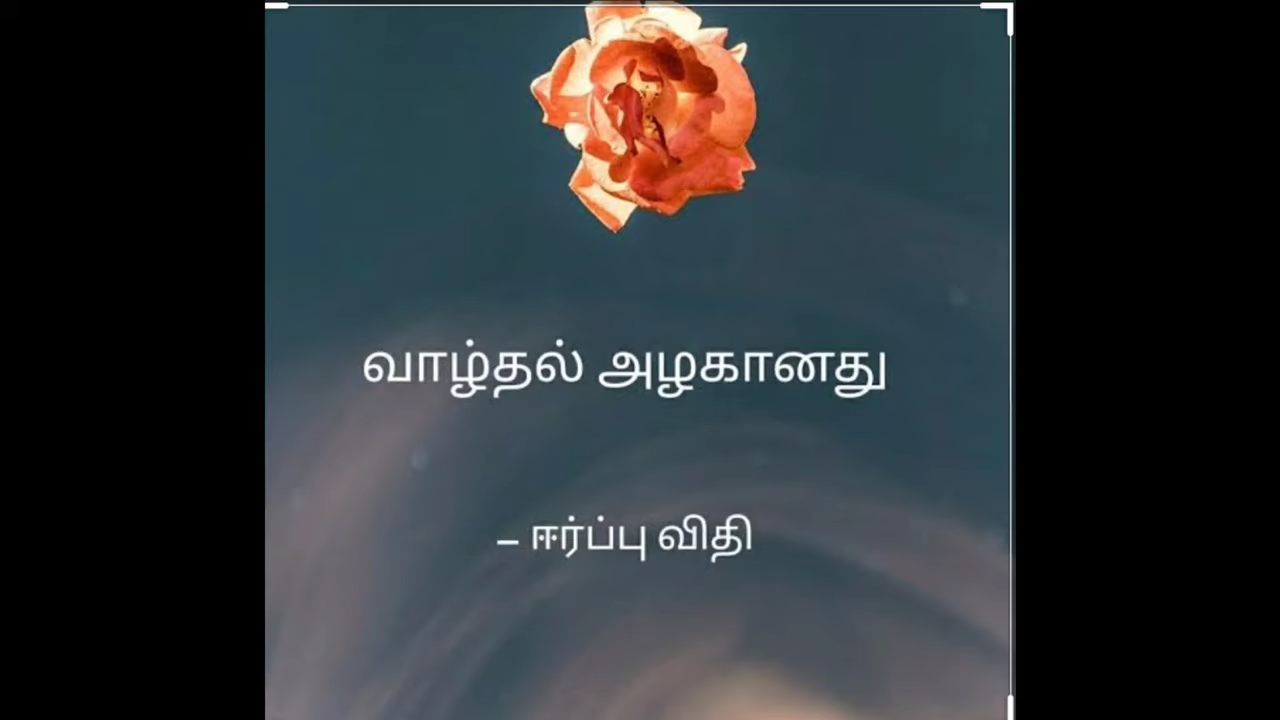 வாழ்தல் அழகானது
– ஈர்ப்பு விதி